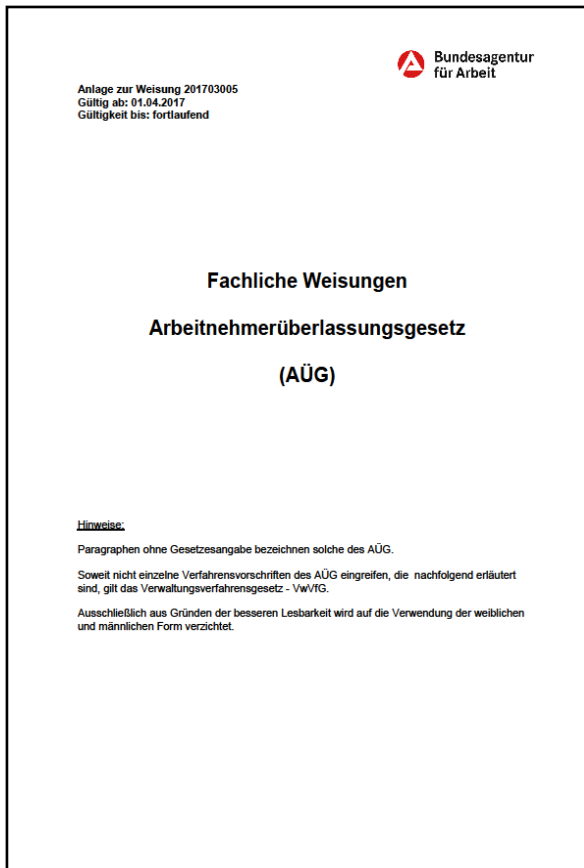 Bundesagentur
für Arbeit
Anlage zur Weisung 201703005
Gültig ab: 01.04.2017
Gültigkeit bis: fortlaufend
Fachliche Weisungen
Arbeitnehmerüberlassungsgesetz
(AÜG)
Hinweise:
Paragraphen ohne Gesetzesangabe bezeichnen solche des AÜG.
Soweit nicht einzelne Verfahrensvorschriften des AÜG eingreifen, die nachfolgend erläutert
sind, gilt das Verwaltungsverfahrensgesetz - VwVfG.
Ausschließlich aus Gründen der besseren Lesbarkeit wird auf die Verwendung der weiblichen
und männlichen Form verzichtet.